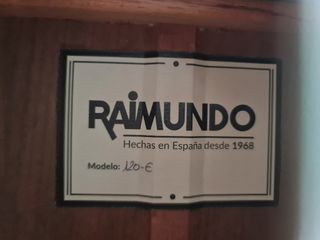 RAIMUNDO
Hechas en España desde 1968
Modelo: 120-E